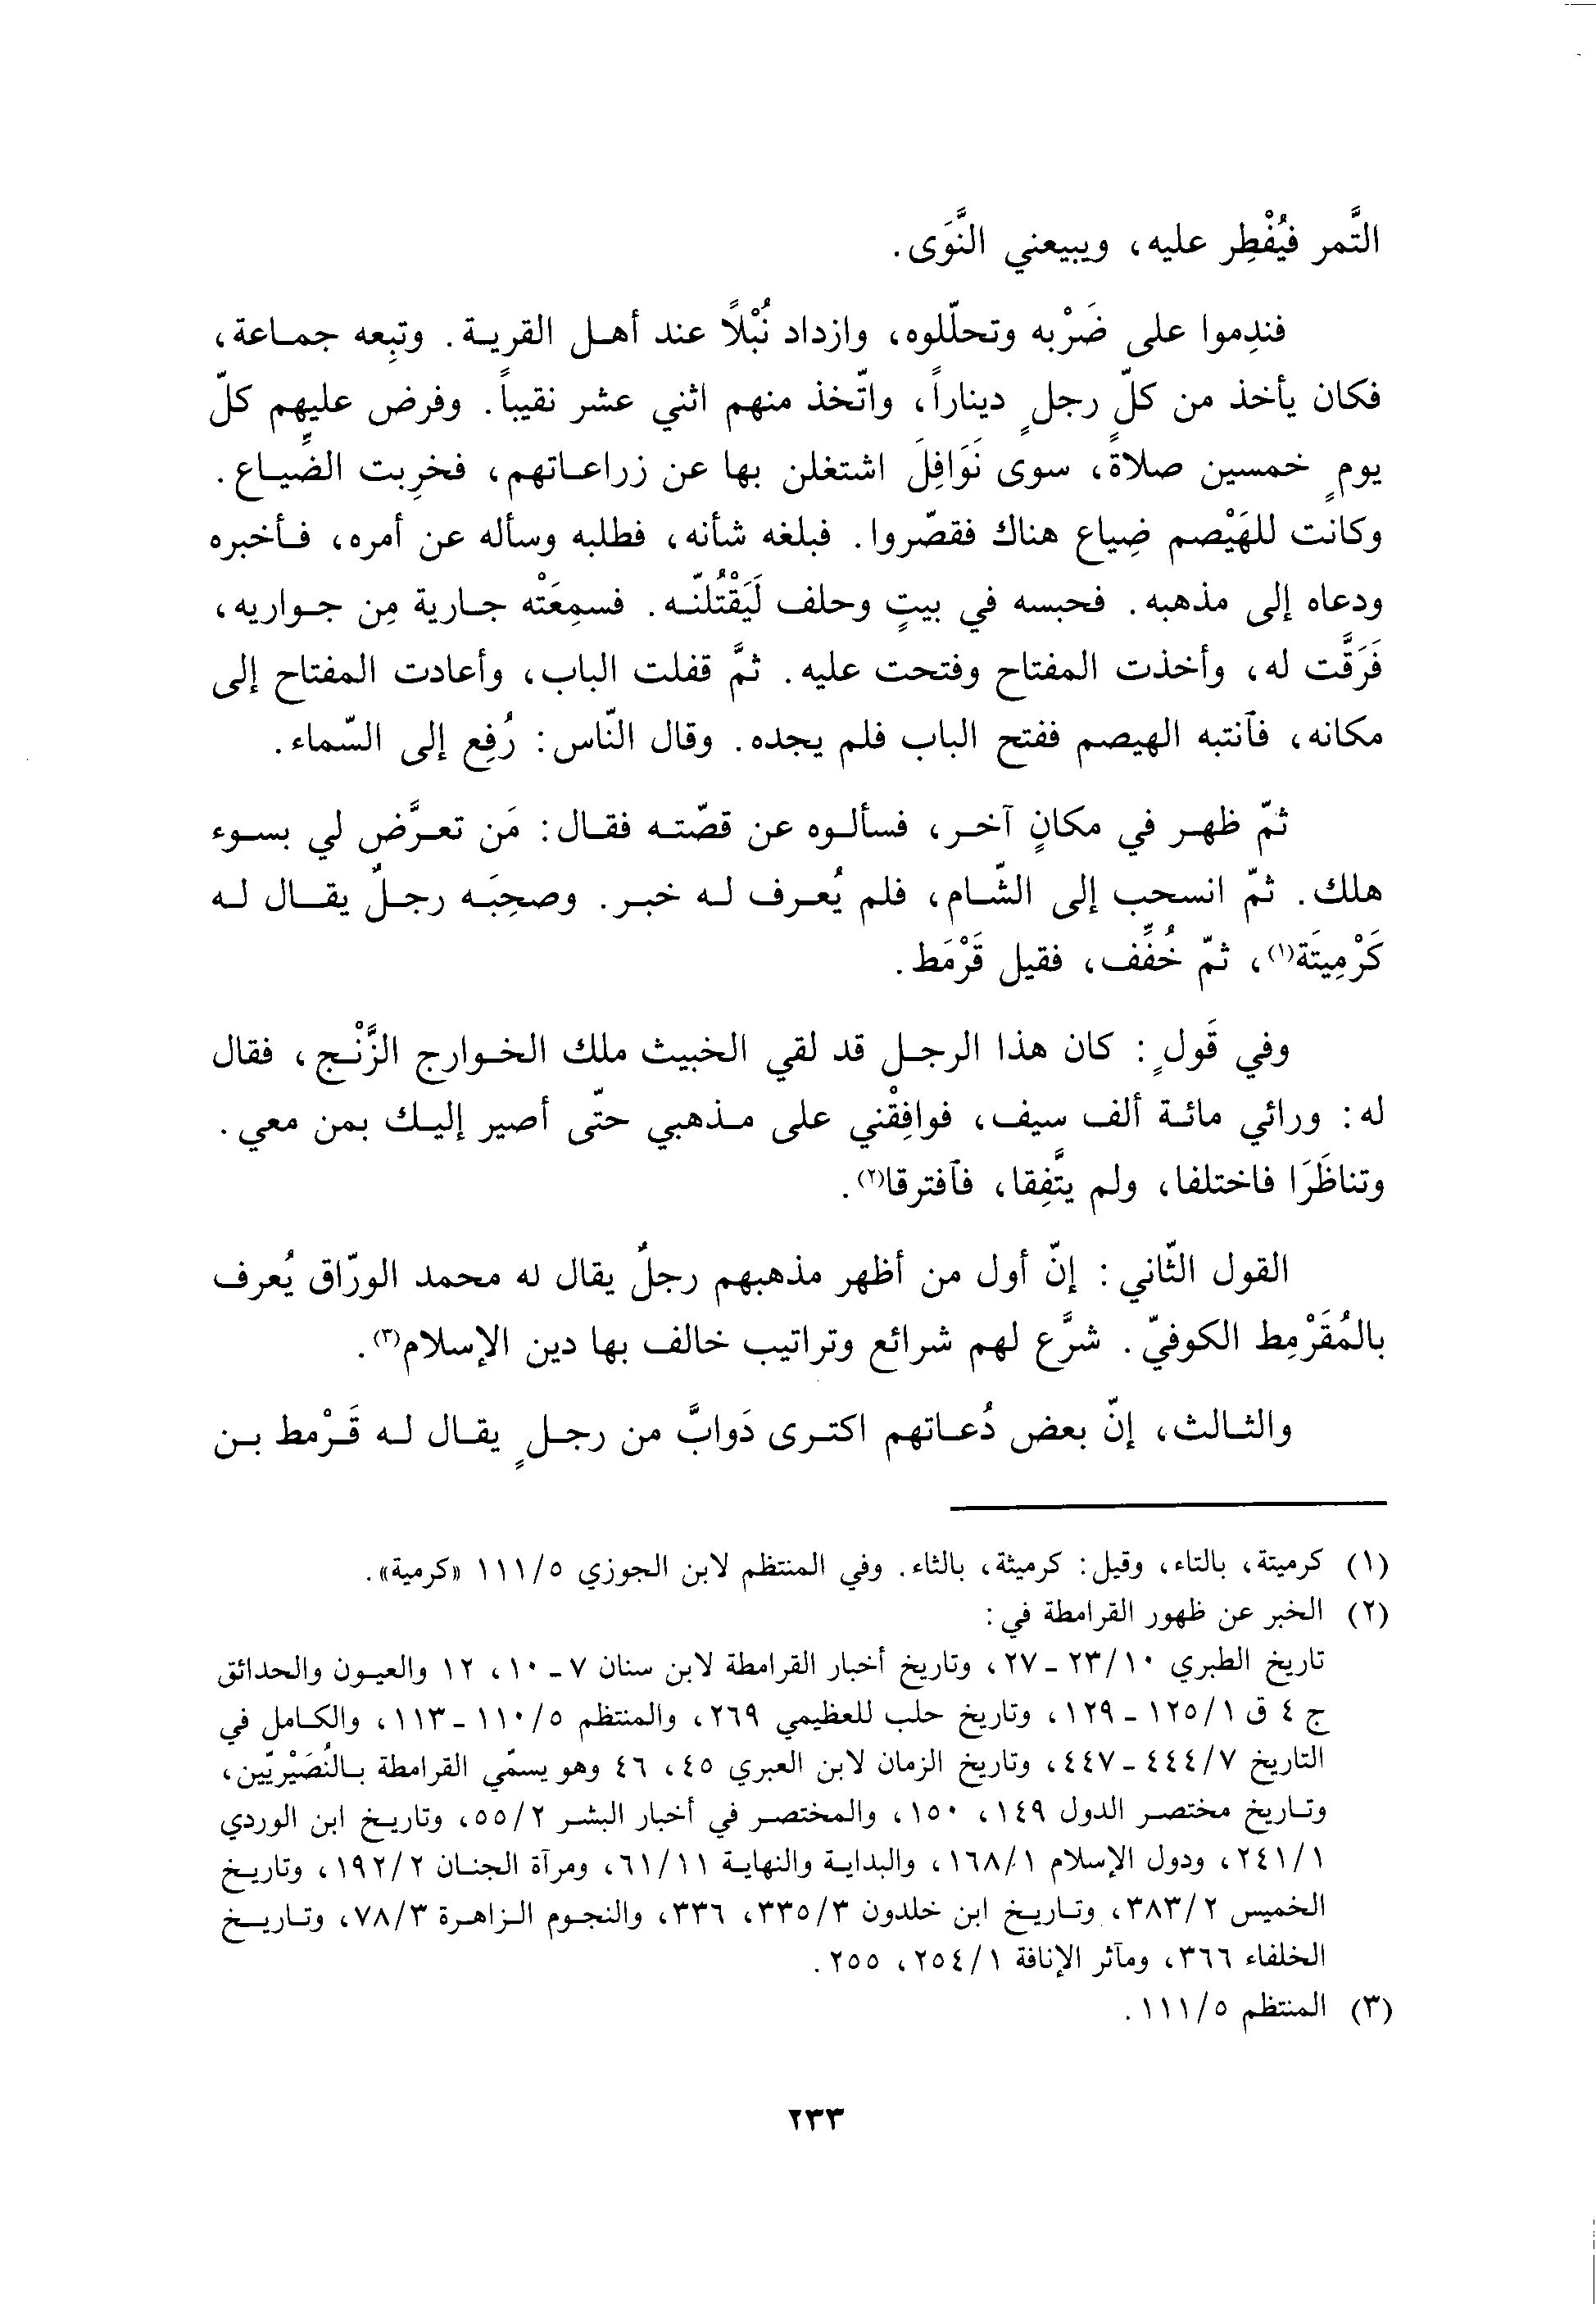 التَّمر فيُفْطِر عليه، ويبيعني النَّوَى.
فندِموا على ضَرْبه وتحلّلوه، وازداد نُبْلاً عند أهل القرية. وتبِعه جماعة،
فكان يأخذ من كلّ رجلٍ ديناراً، واتّخذ منهم اثني عشر نقيباً. وفرض عليهم كلّ
يومٍ خمسين صلاةً، سوى نَوَافِلَ اشتغلن بها عن زراعاتهم، فخرِبت الضِّياع.
وكانت للهَيْصم ضِياع هناك فقصّروا. فبلغه شأنه، فطلبه وسأله عن أمره، فأخبره
ودعاه إلى مذهبه. فحبسه في بيتٍ وحلف لَيَقْتُلنّه. فسمِعَتْه جارية مِن جواريه،
فَرَقَّت له، وأخذت المفتاح وفتحت عليه. ثمَّ قفلت الباب، وأعادت المفتاح إلى
مكانه، فٱنتبه الهيصم ففتح الباب فلم يجده. وقال النّاس: رُفِع إلى السّماء.
ثمّ ظهر في مكانٍ آخر، فسألوه عن قصّته فقال: مَن تعرَّض لي بسوء
هلك. ثمّ انسحب إلى الشّام، فلم يُعرف له خبر. وصحِبَه رجلٌ يقال له
كَرْمِيتَة(١)، ثمّ خُفِّف، فقيل قَرْمَط.
وفي قَولٍ: كان هذا الرجل قد لقي الخبيث ملك الخوارج الزَّنْج، فقال
له: ورائي مائة ألف سيف، فوافِقْني على مذهبي حتّى أصير إليك بمن معي.
وتناظَرَا فاختلفا، ولم يتَّفِقا، فٱفترقا(٢).
القول الثّاني: إنّ أول من أظهر مذهبهم رجلٌ يقال له محمد الورّاق يُعرف
بالمُقَرْمِط الكوفيّ. شرَّع لهم شرائع وتراتيب خالف بها دين الإسلام(٣).
والثالث، إنّ بعض دُعاتهم اكترى دَوابَّ من رجلٍ يقال له قَرْمط بن
(١) كرميتة، بالتاء، وقيل: كرميثة، بالثاء. وفي المنتظم لابن الجوزي ١١١/٥ «كرمية».
(٢) الخبر عن ظهور القرامطة في:
تاريخ الطبري ٢٣/١٠ - ٢٧، وتاريخ أخبار القرامطة لابن سنان ٧ - ١٠، ١٢ والعيون والحدائق
ج ٤ ق ١٢٥/١ - ١٢٩، وتاريخ حلب للعظيمي ٢٦٩، والمنتظم ١١٠/٥ - ١١٣، والكامل في
التاريخ ٤٤٤/٧ - ٤٤٧، وتاريخ الزمان لابن العبري ٤٥، ٤٦ وهو يسمّي القرامطة بالنُصَيْريّين،
وتاريخ مختصر الدول ١٤٩، ١٥٠، والمختصر في أخبار البشر ٥٥/٢، وتاريخ ابن الوردي
٢٤١/١، ودول الإسلام ١٦٨/١، والبداية والنهاية ٦١/١١، ومرآة الجنان ١٩٢/٢، وتاريخ
الخميس ٣٨٣/٢، وتاريخ ابن خلدون ٣٣٥/٣، ٣٣٦، والنجوم الزاهرة ٧٨/٣، وتاريخ
الخلفاء ٣٦٦، ومآثر الإنافة ٢٥٤/١، ٢٥٥.
(٣) المنتظم ١١١/٥.
٢٣٣